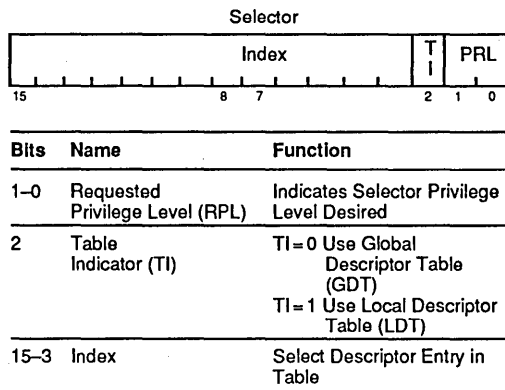 Selector
Index
T
I
PRL
15
8
7
2
1
0
Bits Name Function
1–0 Requested Privilege Level (RPL) Indicates Selector Privilege Level Desired
2 Table Indicator (TI) TI = 0 Use Global Descriptor Table (GDT)
TI = 1 Use Local Descriptor Table (LDT)
15–3 Index Select Descriptor Entry in Table